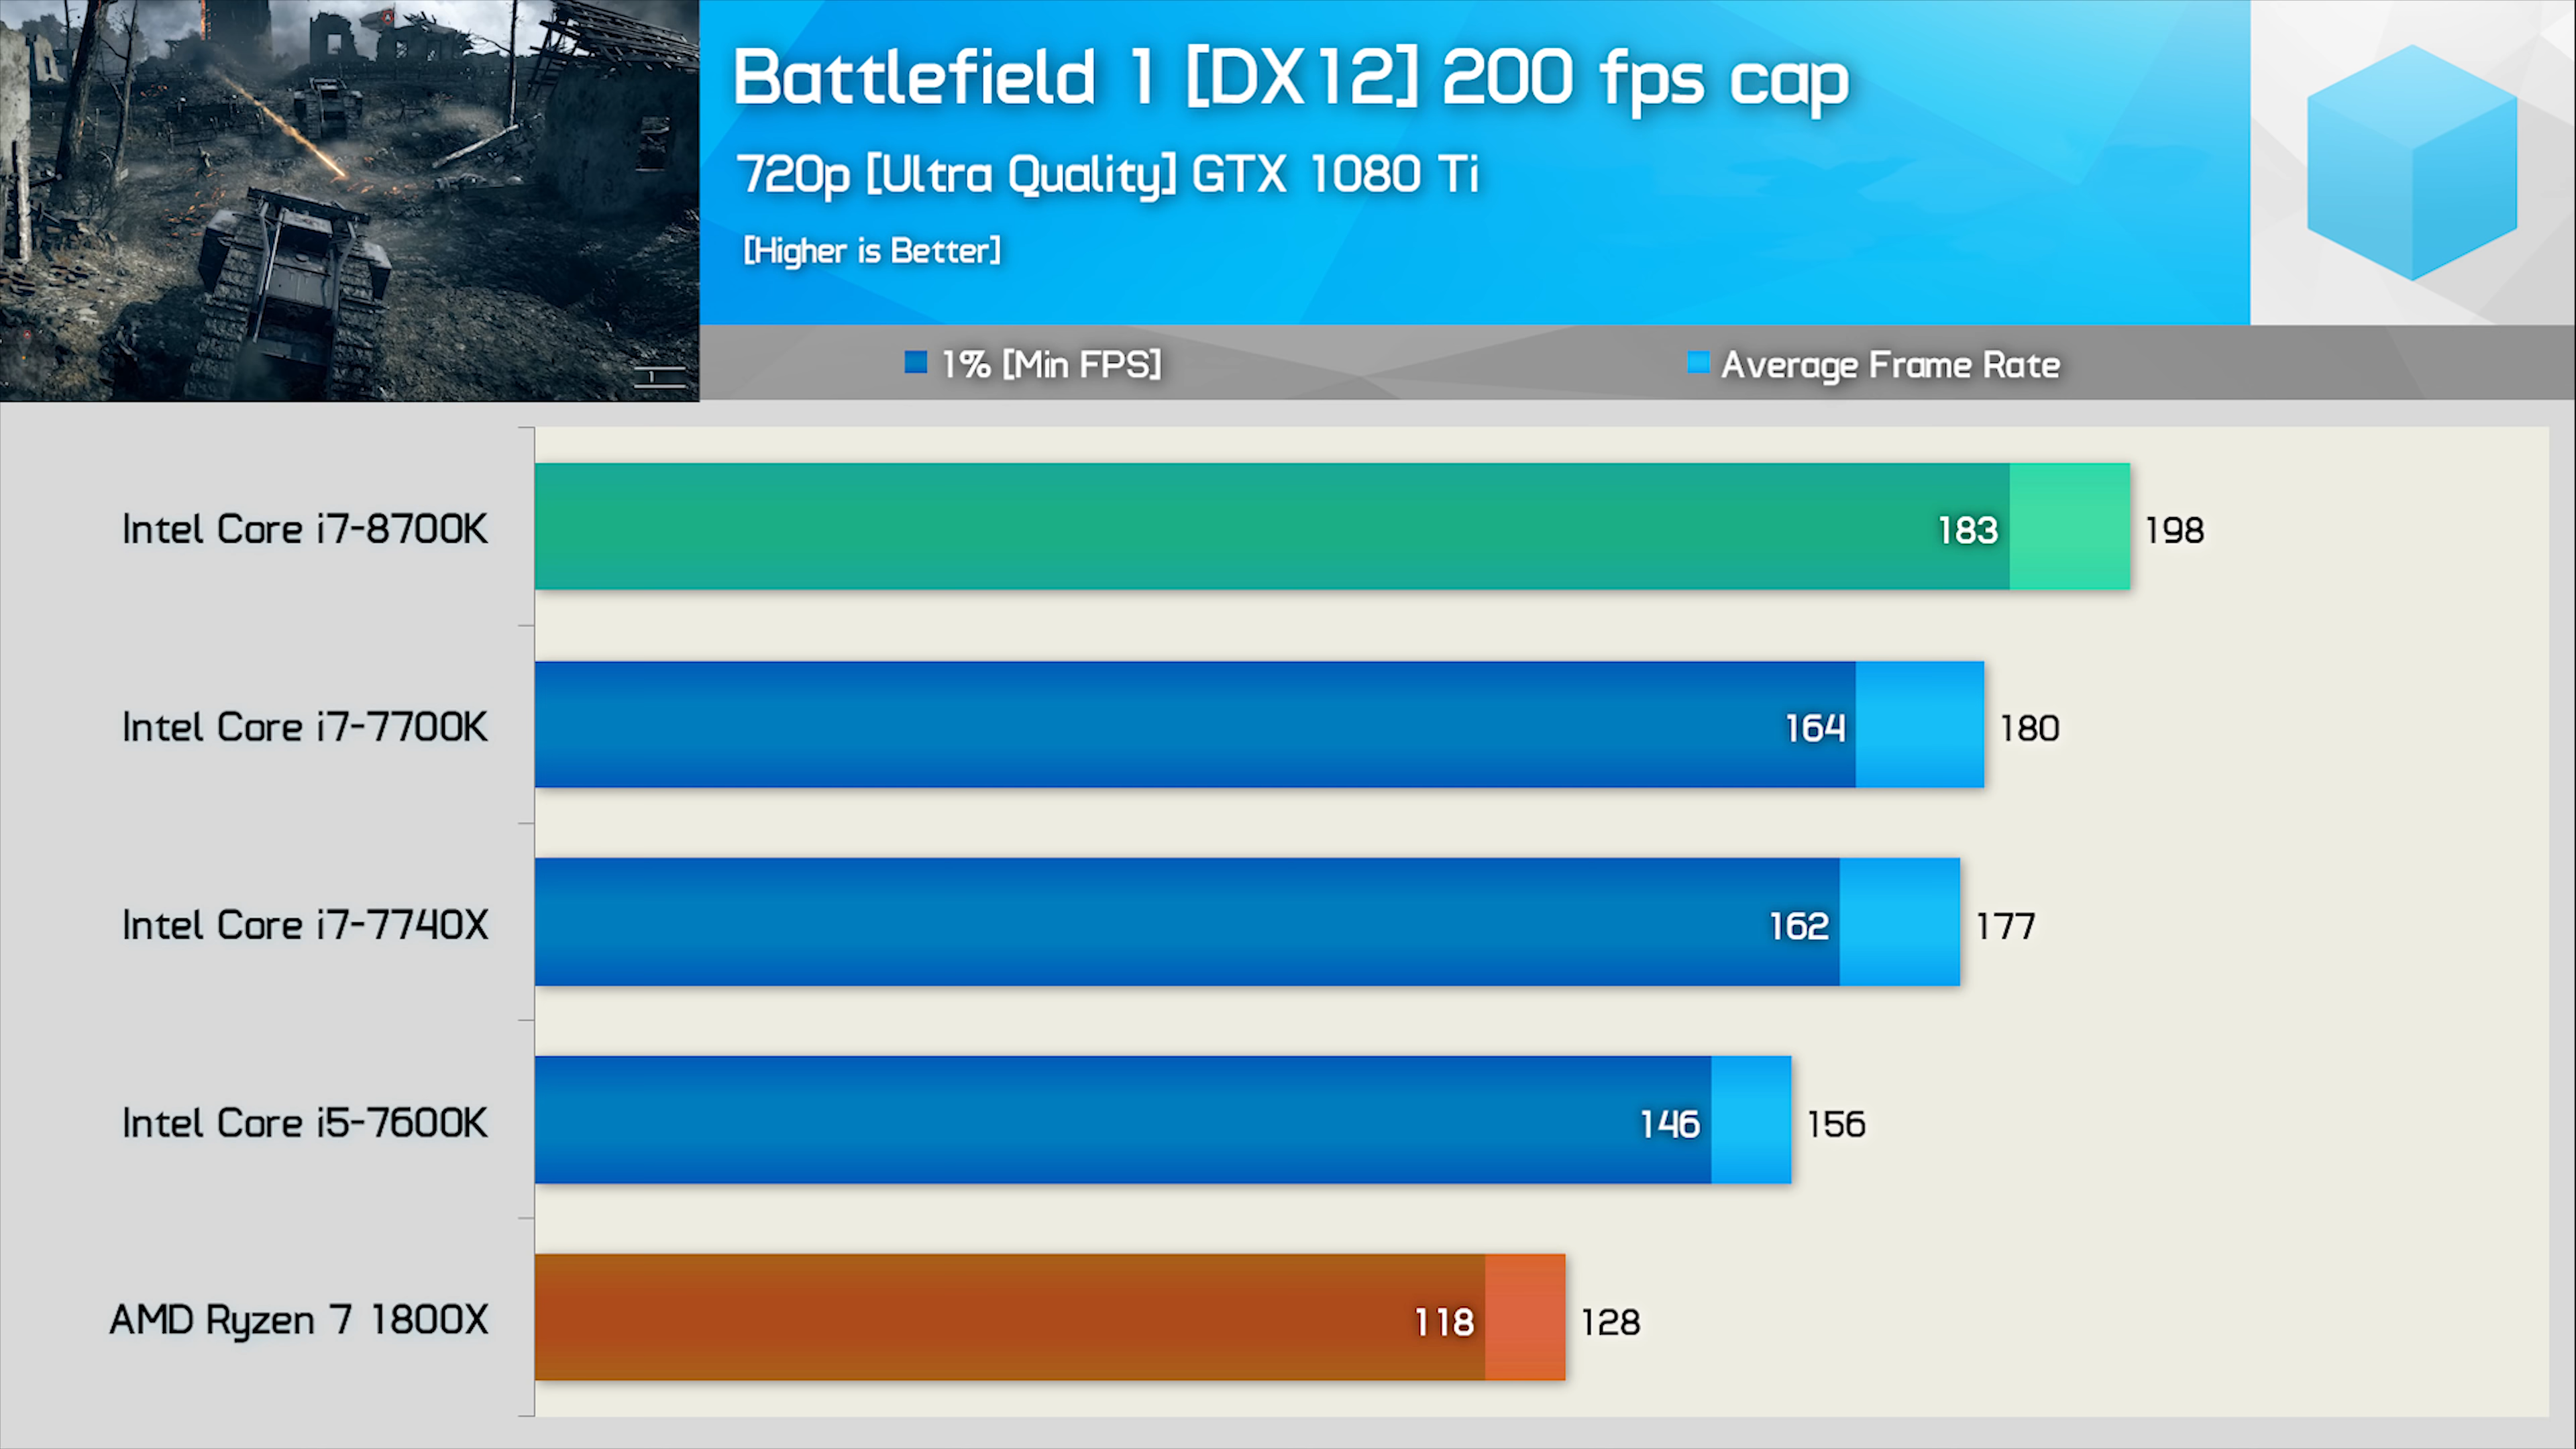 Battlefield 1 [DX12] 200 fps cap
720p [Ultra Quality] GTX 1080 Ti
[Higher is Better]
1% [Min FPS]
Average Frame Rate
Intel Core i7-8700K
183
198
Intel Core i7-7700K
164
180
Intel Core i7-7740X
162
177
Intel Core i5-7600K
146
156
AMD Ryzen 7 1800X
118
128